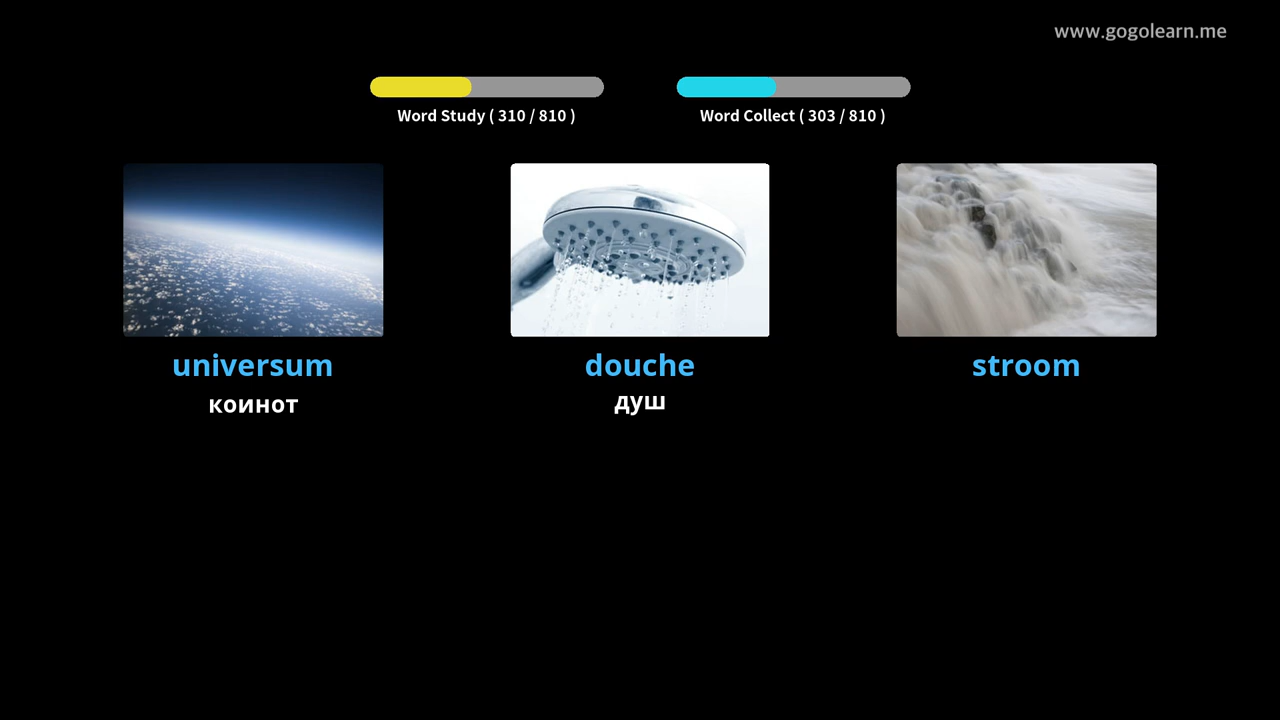 www.gogolearn.me
Word Study ( 310 / 810 )
Word Collect ( 303 / 810 )
universum
douche
stroom
коинот
душ